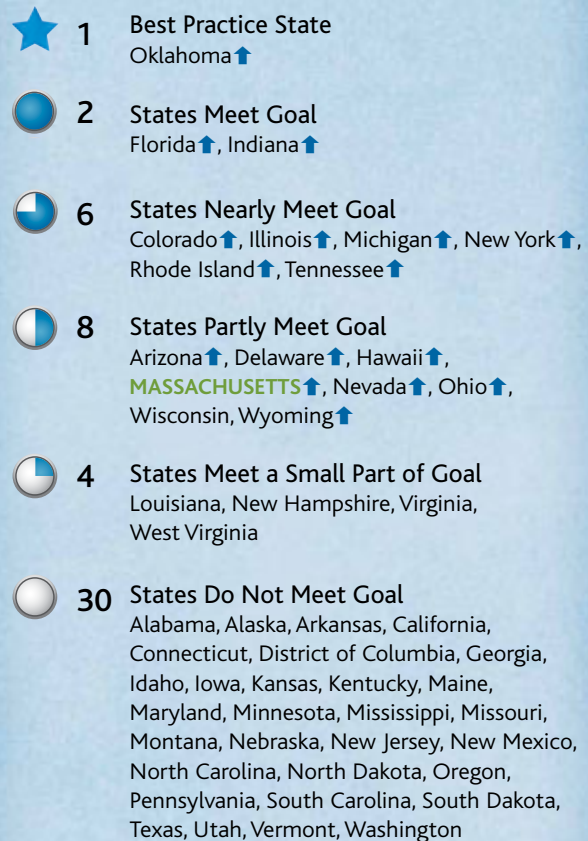 1 Best Practice State
Oklahoma⬆
2 States Meet Goal
Florida⬆, Indiana⬆
6 States Nearly Meet Goal
Colorado⬆, Illinois⬆, Michigan⬆, New York⬆,
Rhode Island⬆, Tennessee⬆
8 States Partly Meet Goal
Arizona⬆, Delaware⬆, Hawaii⬆,
MASSACHUSETTS⬆, Nevada⬆, Ohio⬆,
Wisconsin, Wyoming⬆
4 States Meet a Small Part of Goal
Louisiana, New Hampshire, Virginia,
West Virginia
30 States Do Not Meet Goal
Alabama, Alaska, Arkansas, California,
Connecticut, District of Columbia, Georgia,
Idaho, Iowa, Kansas, Kentucky, Maine,
Maryland, Minnesota, Mississippi, Missouri,
Montana, Nebraska, New Jersey, New Mexico,
North Carolina, North Dakota, Oregon,
Pennsylvania, South Carolina, South Dakota,
Texas, Utah, Vermont, Washington